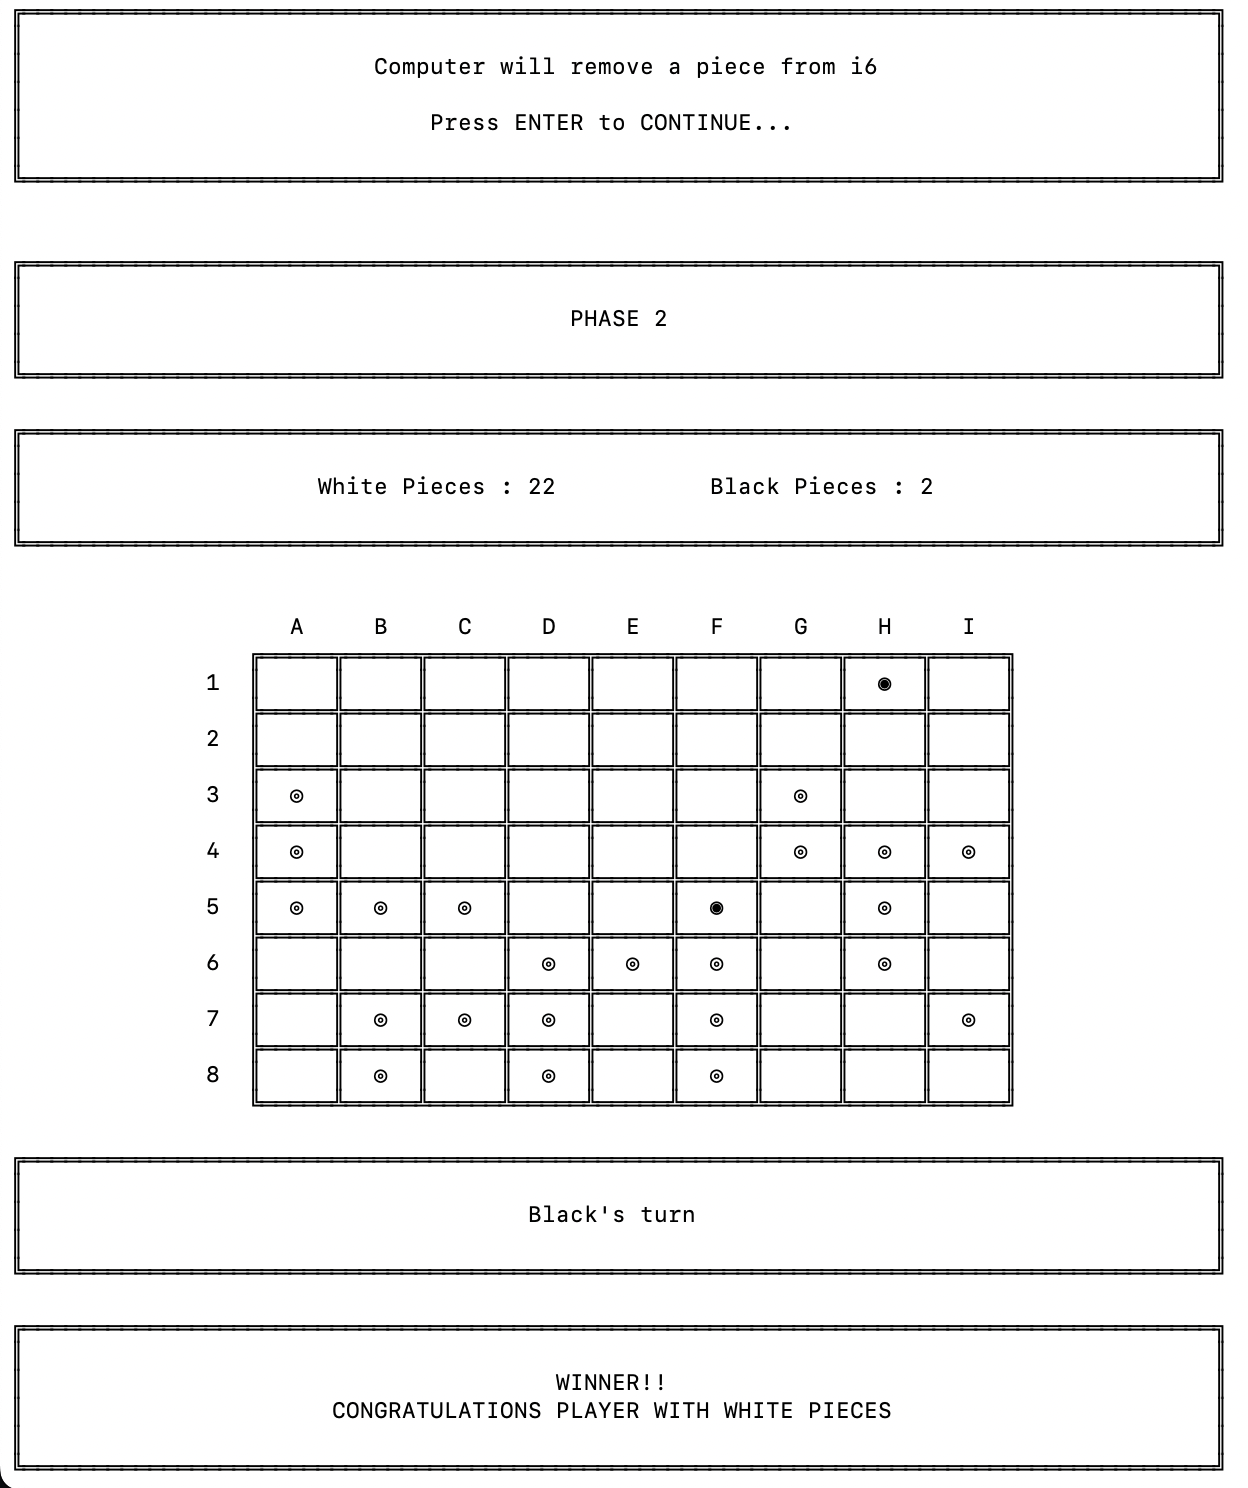 Computer will remove a piece from i6
Press ENTER to CONTINUE...
PHASE 2
White Pieces : 22 Black Pieces : 2
A B C D E F G H I
1 ◉
2
3 ◎ ◎
4 ◎ ◎ ◎ ◎
5 ◎ ◎ ◎ ◉ ◎
6 ◎ ◎ ◎ ◎
7 ◎ ◎ ◎ ◎ ◎
8 ◎ ◎ ◎
Black's turn
WINNER!!
CONGRATULATIONS PLAYER WITH WHITE PIECES